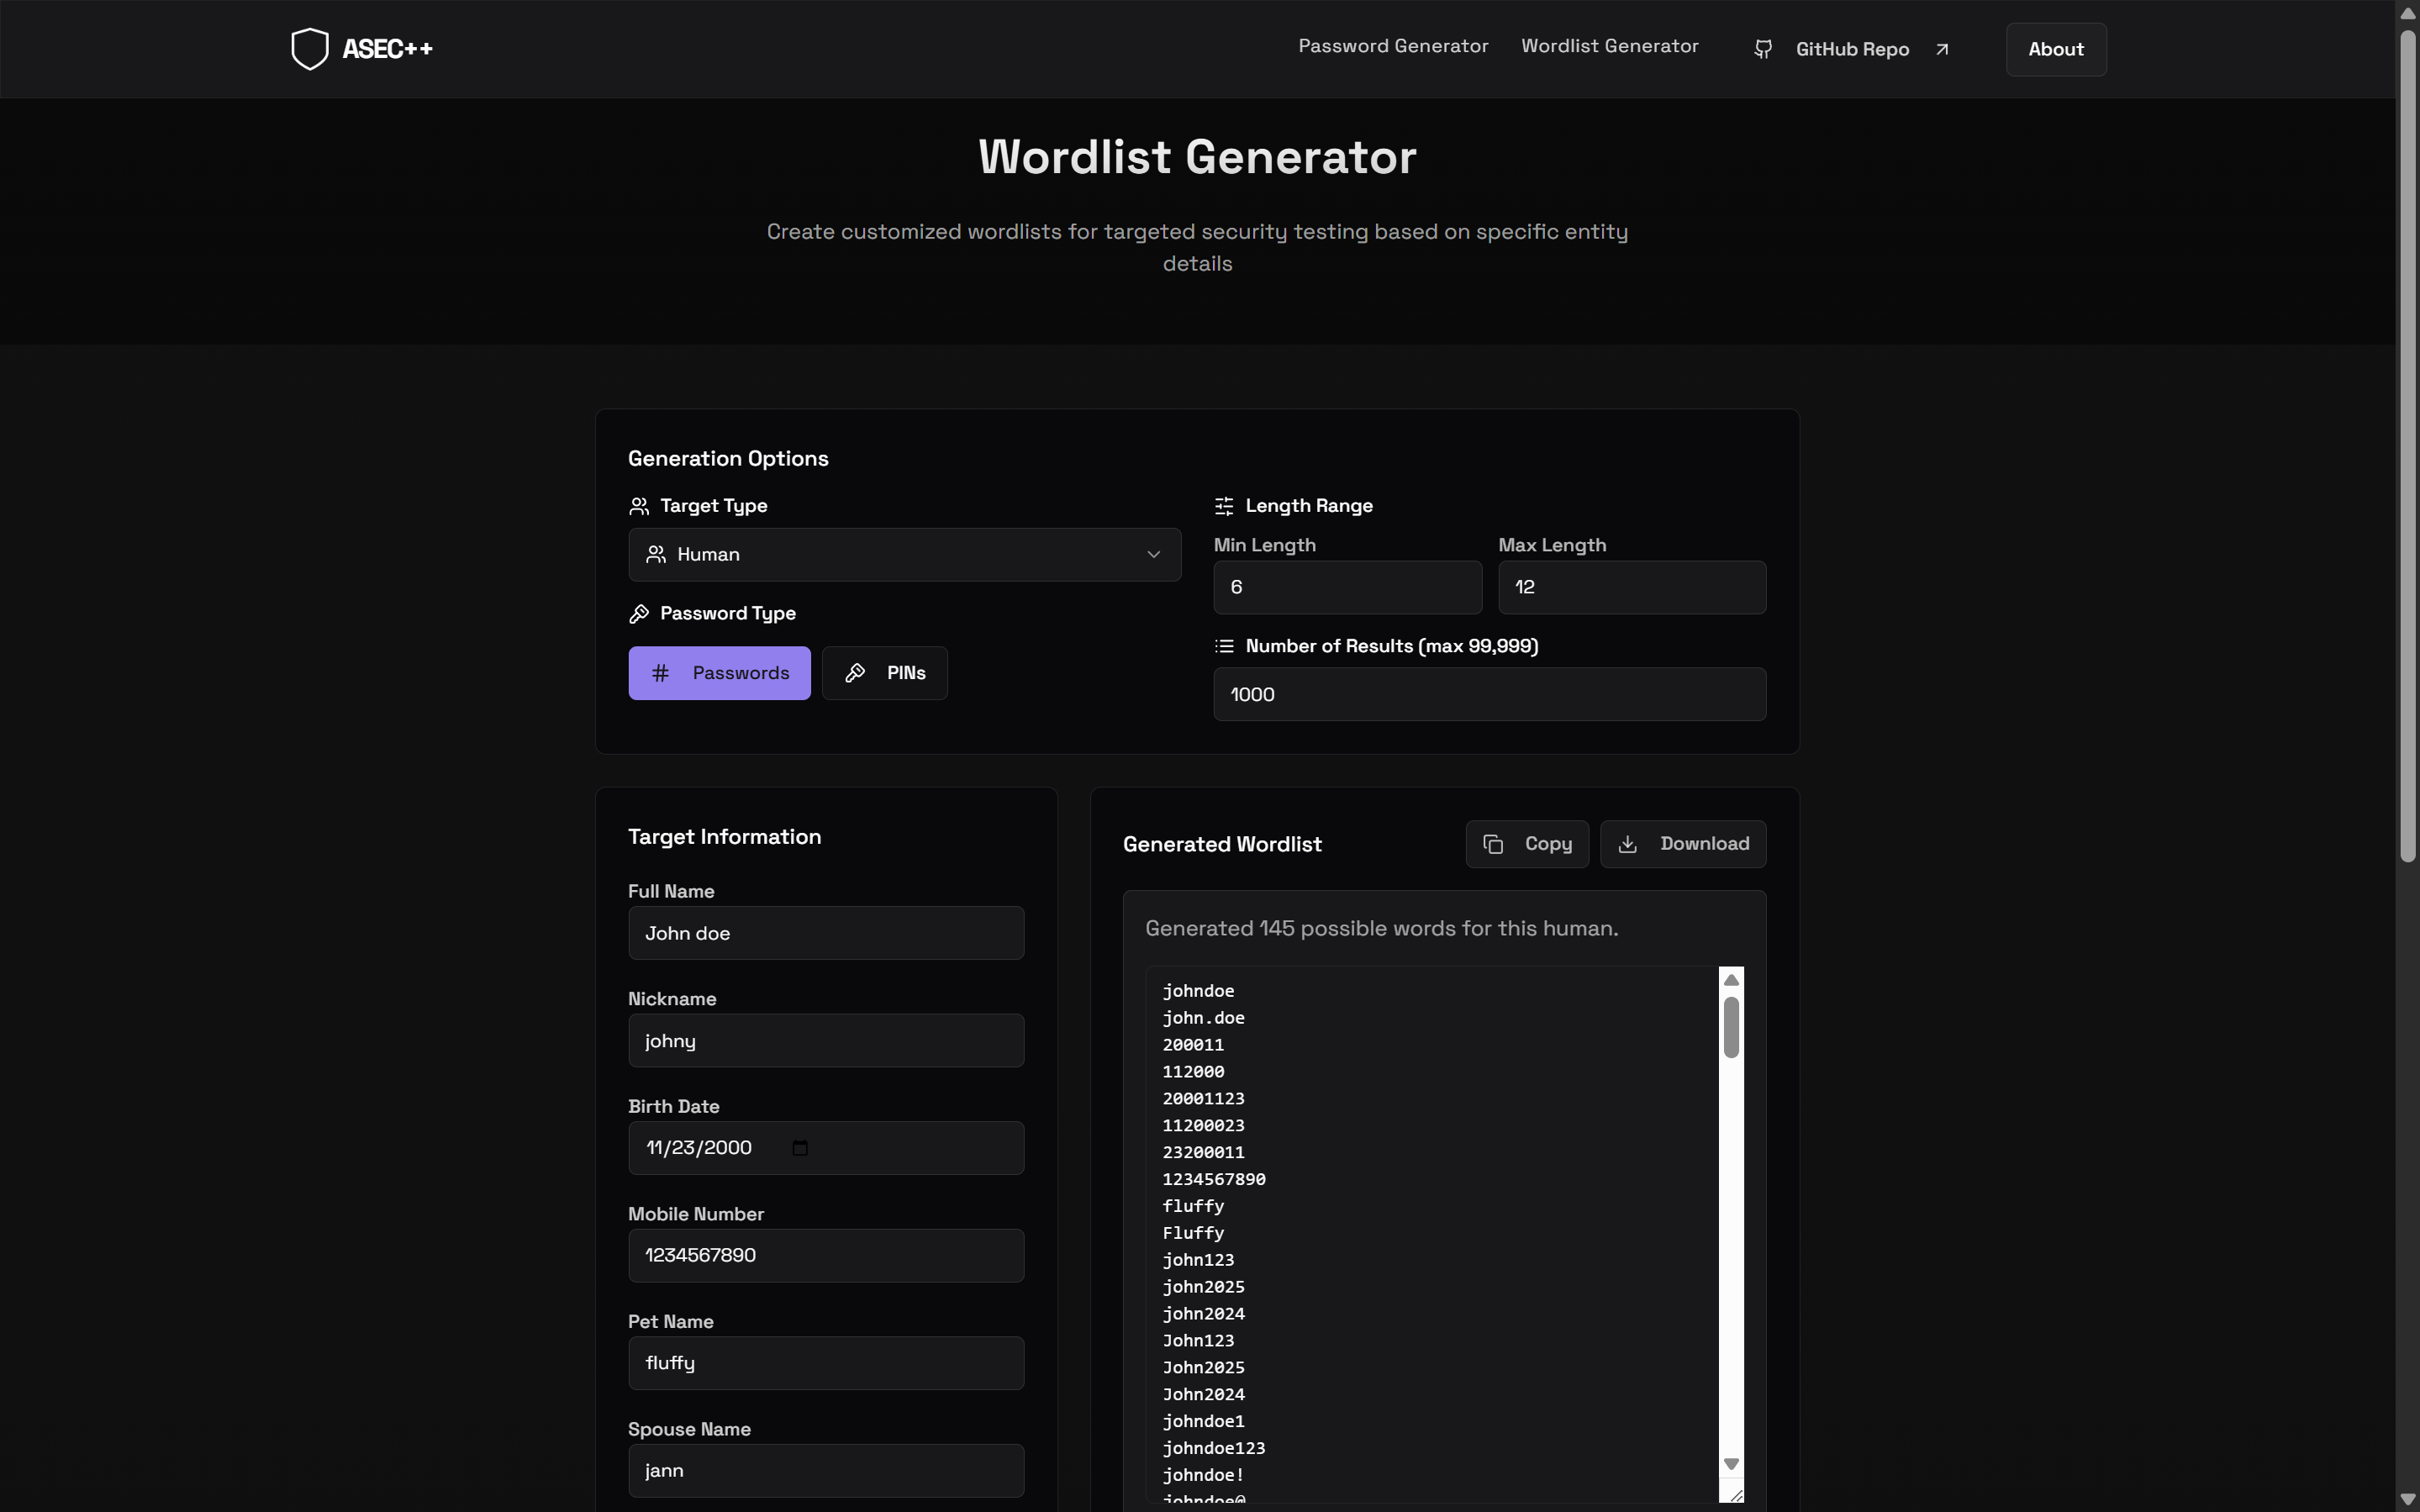 ASEC++
Password Generator
Wordlist Generator
GitHub Repo
About
Wordlist Generator
Create customized wordlists for targeted security testing based on specific entity
details
Generation Options
Target Type
Human
Password Type
Passwords
PINs
Length Range
Min Length
Max Length
6
12
Number of Results (max 99,999)
1000
Target Information
Full Name
John doe
Nickname
johny
Birth Date
11/23/2000
Mobile Number
1234567890
Pet Name
fluffy
Spouse Name
jann
Generated Wordlist
Copy
Download
Generated 145 possible words for this human.
johndoe
john.doe
200011
112000
20001123
11200023
23200011
1234567890
fluffy
Fluffy
john123
john2025
john2024
John123
John2025
John2024
johndoe1
johndoe123
johndoe!
johndoe@